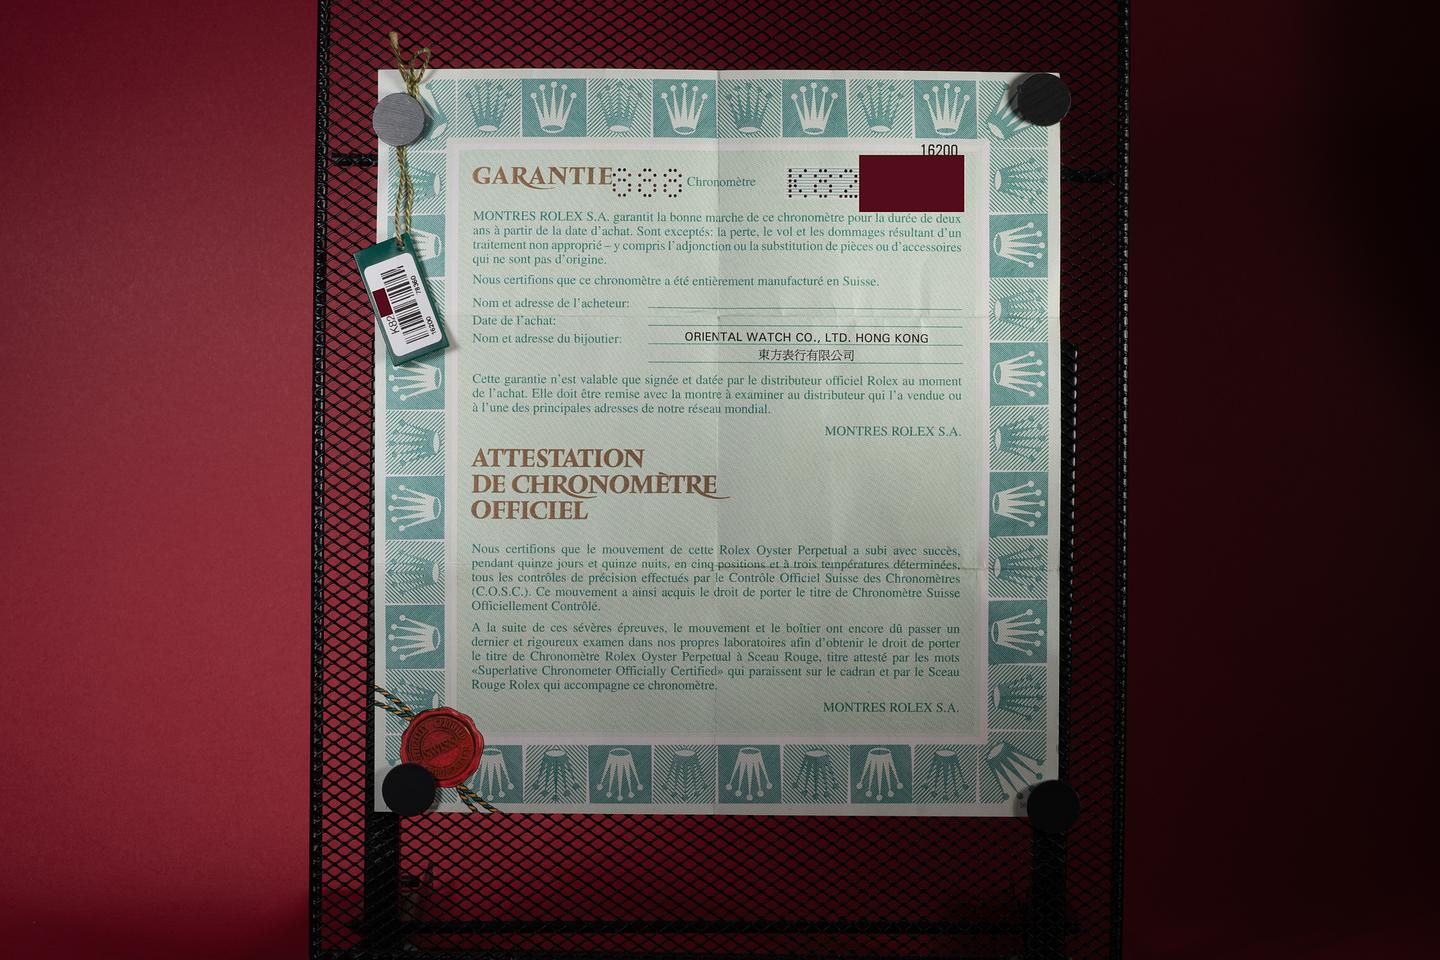 16200
GARANTIE 888 Chronomètre K82
MONTRES ROLEX S.A. garantit la bonne marche de ce chronomètre pour la durée de deux
ans à partir de la date d'achat. Sont exceptés: la perte, le vol et les dommages résultant d'un
traitement non approprié – y compris l'adjonction ou la substitution de pièces ou d'accessoires
qui ne sont pas d'origine.
Nous certifions que ce chronomètre a été entièrement manufacturé en Suisse.
Nom et adresse de l'acheteur:
Date de l'achat:
Nom et adresse du bijoutier: ORIENTAL WATCH CO., LTD. HONG KONG
東方表行有限公司
Cette garantie n'est valable que signée et datée par le distributeur officiel Rolex au moment
de l'achat. Elle doit être remise avec la montre à examiner au distributeur qui l'a vendue ou
à l'une des principales adresses de notre réseau mondial.
MONTRES ROLEX S.A.
ATTESTATION
DE CHRONOMÈTRE
OFFICIEL
Nous certifions que le mouvement de cette Rolex Oyster Perpetual a subi avec succès,
pendant quinze jours et quinze nuits, en cinq positions et à trois températures déterminées,
tous les contrôles de précision effectués par le Contrôle Officiel Suisse des Chronomètres
(C.O.S.C.). Ce mouvement a ainsi acquis le droit de porter le titre de Chronomètre Suisse
Officiellement Contrôlé.
A la suite de ces sévères épreuves, le mouvement et le boîtier ont encore dû passer un
dernier et rigoureux examen dans nos propres laboratoires afin d'obtenir le droit de porter
le titre de Chronomètre Rolex Oyster Perpetual à Sceau Rouge, titre attesté par les mots
«Superlative Chronometer Officially Certified» qui paraissent sur le cadran et par le Sceau
Rouge Rolex qui accompagne ce chronomètre.
MONTRES ROLEX S.A.
78360
16200
K82
SWISS